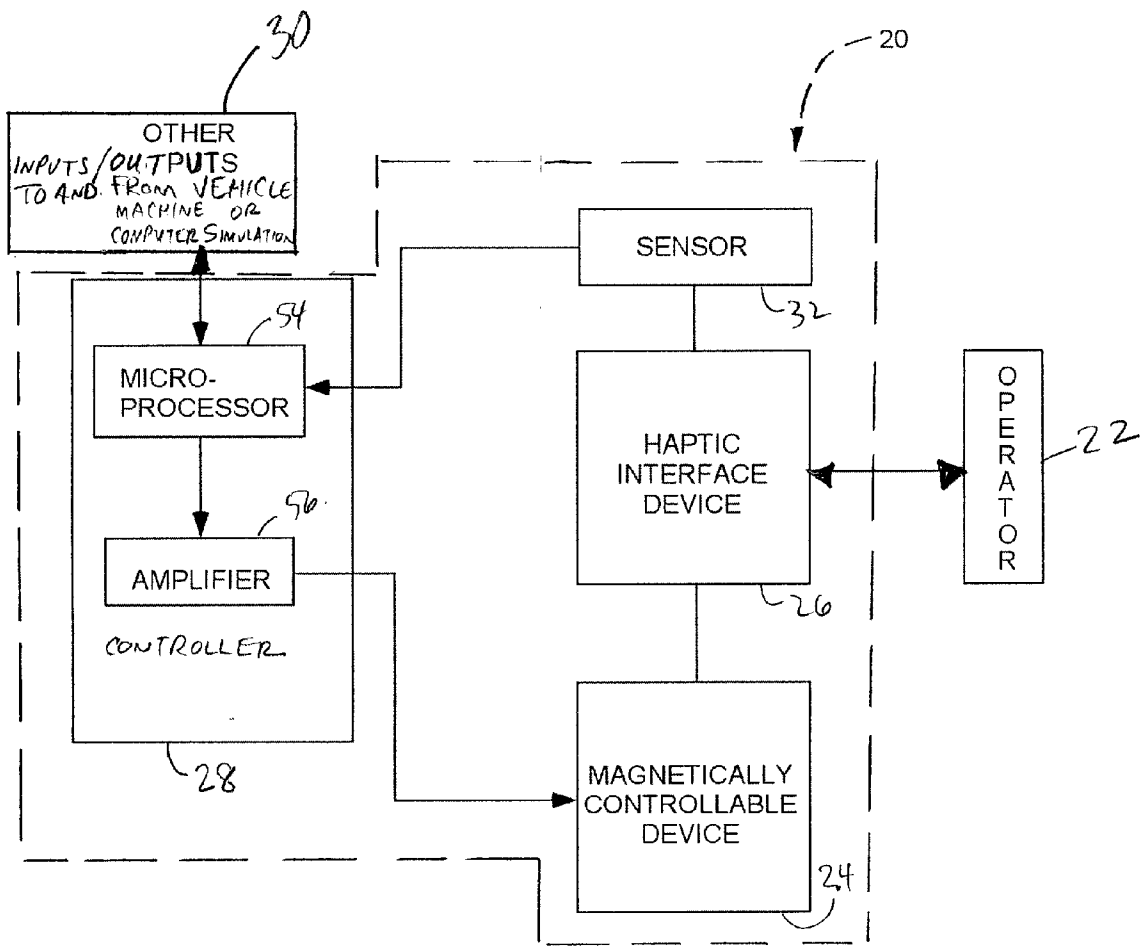 30
20
OTHER
INPUTS/OUTPUTS
TO AND FROM VEHICLE
MACHINE OR
COMPUTER SIMULATION
SENSOR
32
54
MICRO-
PROCESSOR
HAPTIC
INTERFACE
DEVICE
26
OPERATOR
22
56
AMPLIFIER
CONTROLLER
28
MAGNETICALLY
CONTROLLABLE
DEVICE
24